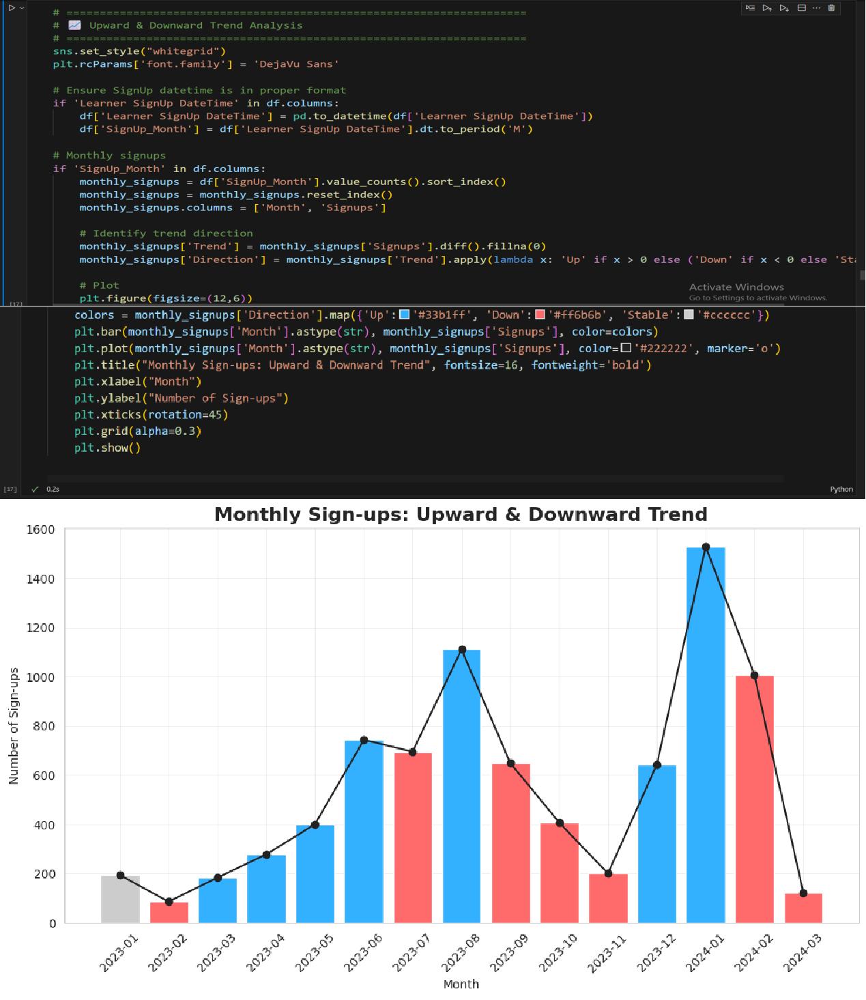 # =====================================================================
# 📈 Upward & Downward Trend Analysis
# =====================================================================
sns.set_style("whitegrid")
plt.rcParams['font.family'] = 'DejaVu Sans'
# Ensure SignUp datetime is in proper format
if 'Learner SignUp DateTime' in df.columns:
    df['Learner SignUp DateTime'] = pd.to_datetime(df['Learner SignUp DateTime'])
    df['SignUp_Month'] = df['Learner SignUp DateTime'].dt.to_period('M')
# Monthly signups
if 'SignUp_Month' in df.columns:
    monthly_signups = df['SignUp_Month'].value_counts().sort_index()
    monthly_signups = monthly_signups.reset_index()
    monthly_signups.columns = ['Month', 'Signups']
    # Identify trend direction
    monthly_signups['Trend'] = monthly_signups['Signups'].diff().fillna(0)
    monthly_signups['Direction'] = monthly_signups['Trend'].apply(lambda x: 'Up' if x > 0 else ('Down' if x < 0 else 'Sta
    # Plot
    plt.figure(figsize=(12,6))
Activate Windows
Go to Settings to activate Windows.
[17]
    colors = monthly_signups['Direction'].map({'Up':'#33b1ff', 'Down':'#ff6b6b', 'Stable':'#cccccc'})
    plt.bar(monthly_signups['Month'].astype(str), monthly_signups['Signups'], color=colors)
    plt.plot(monthly_signups['Month'].astype(str), monthly_signups['Signups'], color='#222222', marker='o')
    plt.title("Monthly Sign-ups: Upward & Downward Trend", fontsize=16, fontweight='bold')
    plt.xlabel("Month")
    plt.ylabel("Number of Sign-ups")
    plt.xticks(rotation=45)
    plt.grid(alpha=0.3)
    plt.show()
[17] ✓ 0.2s Python
Monthly Sign-ups: Upward & Downward Trend
1600
1400
1200
1000
800
600
400
200
0
Number of Sign-ups
2023-01 2023-02 2023-03 2023-04 2023-05 2023-06 2023-07 2023-08 2023-09 2023-10 2023-11 2023-12 2024-01 2024-02 2024-03
Month